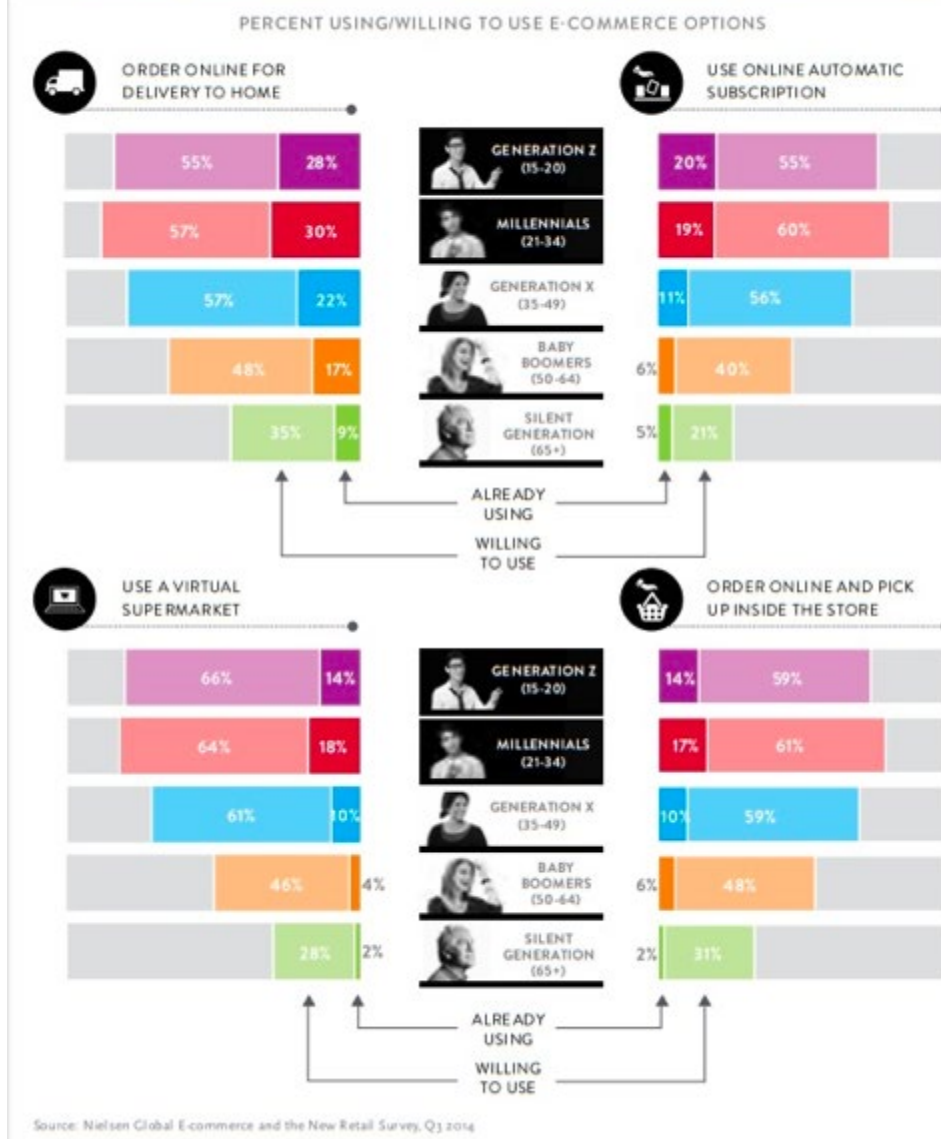 PERCENT USING/WILLING TO USE E-COMMERCE OPTIONS
ORDER ONLINE FOR
DELIVERY TO HOME
USE ONLINE AUTOMATIC
SUBSCRIPTION
55% 28%
GENERATION Z
(15-20)
20% 55%
57% 30%
MILLENNIALS
(21-34)
19% 60%
57% 22%
GENERATION X
(35-49)
11% 56%
48% 17%
BABY
BOOMERS
(50-64)
6% 40%
35% 9%
SILENT
GENERATION
(65+)
5% 21%
ALREADY
USING
WILLING
TO USE
USE A VIRTUAL
SUPERMARKET
ORDER ONLINE AND PICK
UP INSIDE THE STORE
66% 14%
GENERATION Z
(15-20)
14% 59%
64% 18%
MILLENNIALS
(21-34)
17% 61%
61% 10%
GENERATION X
(35-49)
10% 59%
46% 4%
BABY
BOOMERS
(50-64)
6% 48%
28% 2%
SILENT
GENERATION
(65+)
2% 31%
ALREADY
USING
WILLING
TO USE
Source: Nielsen Global E-commerce and the New Retail Survey, Q3 2014